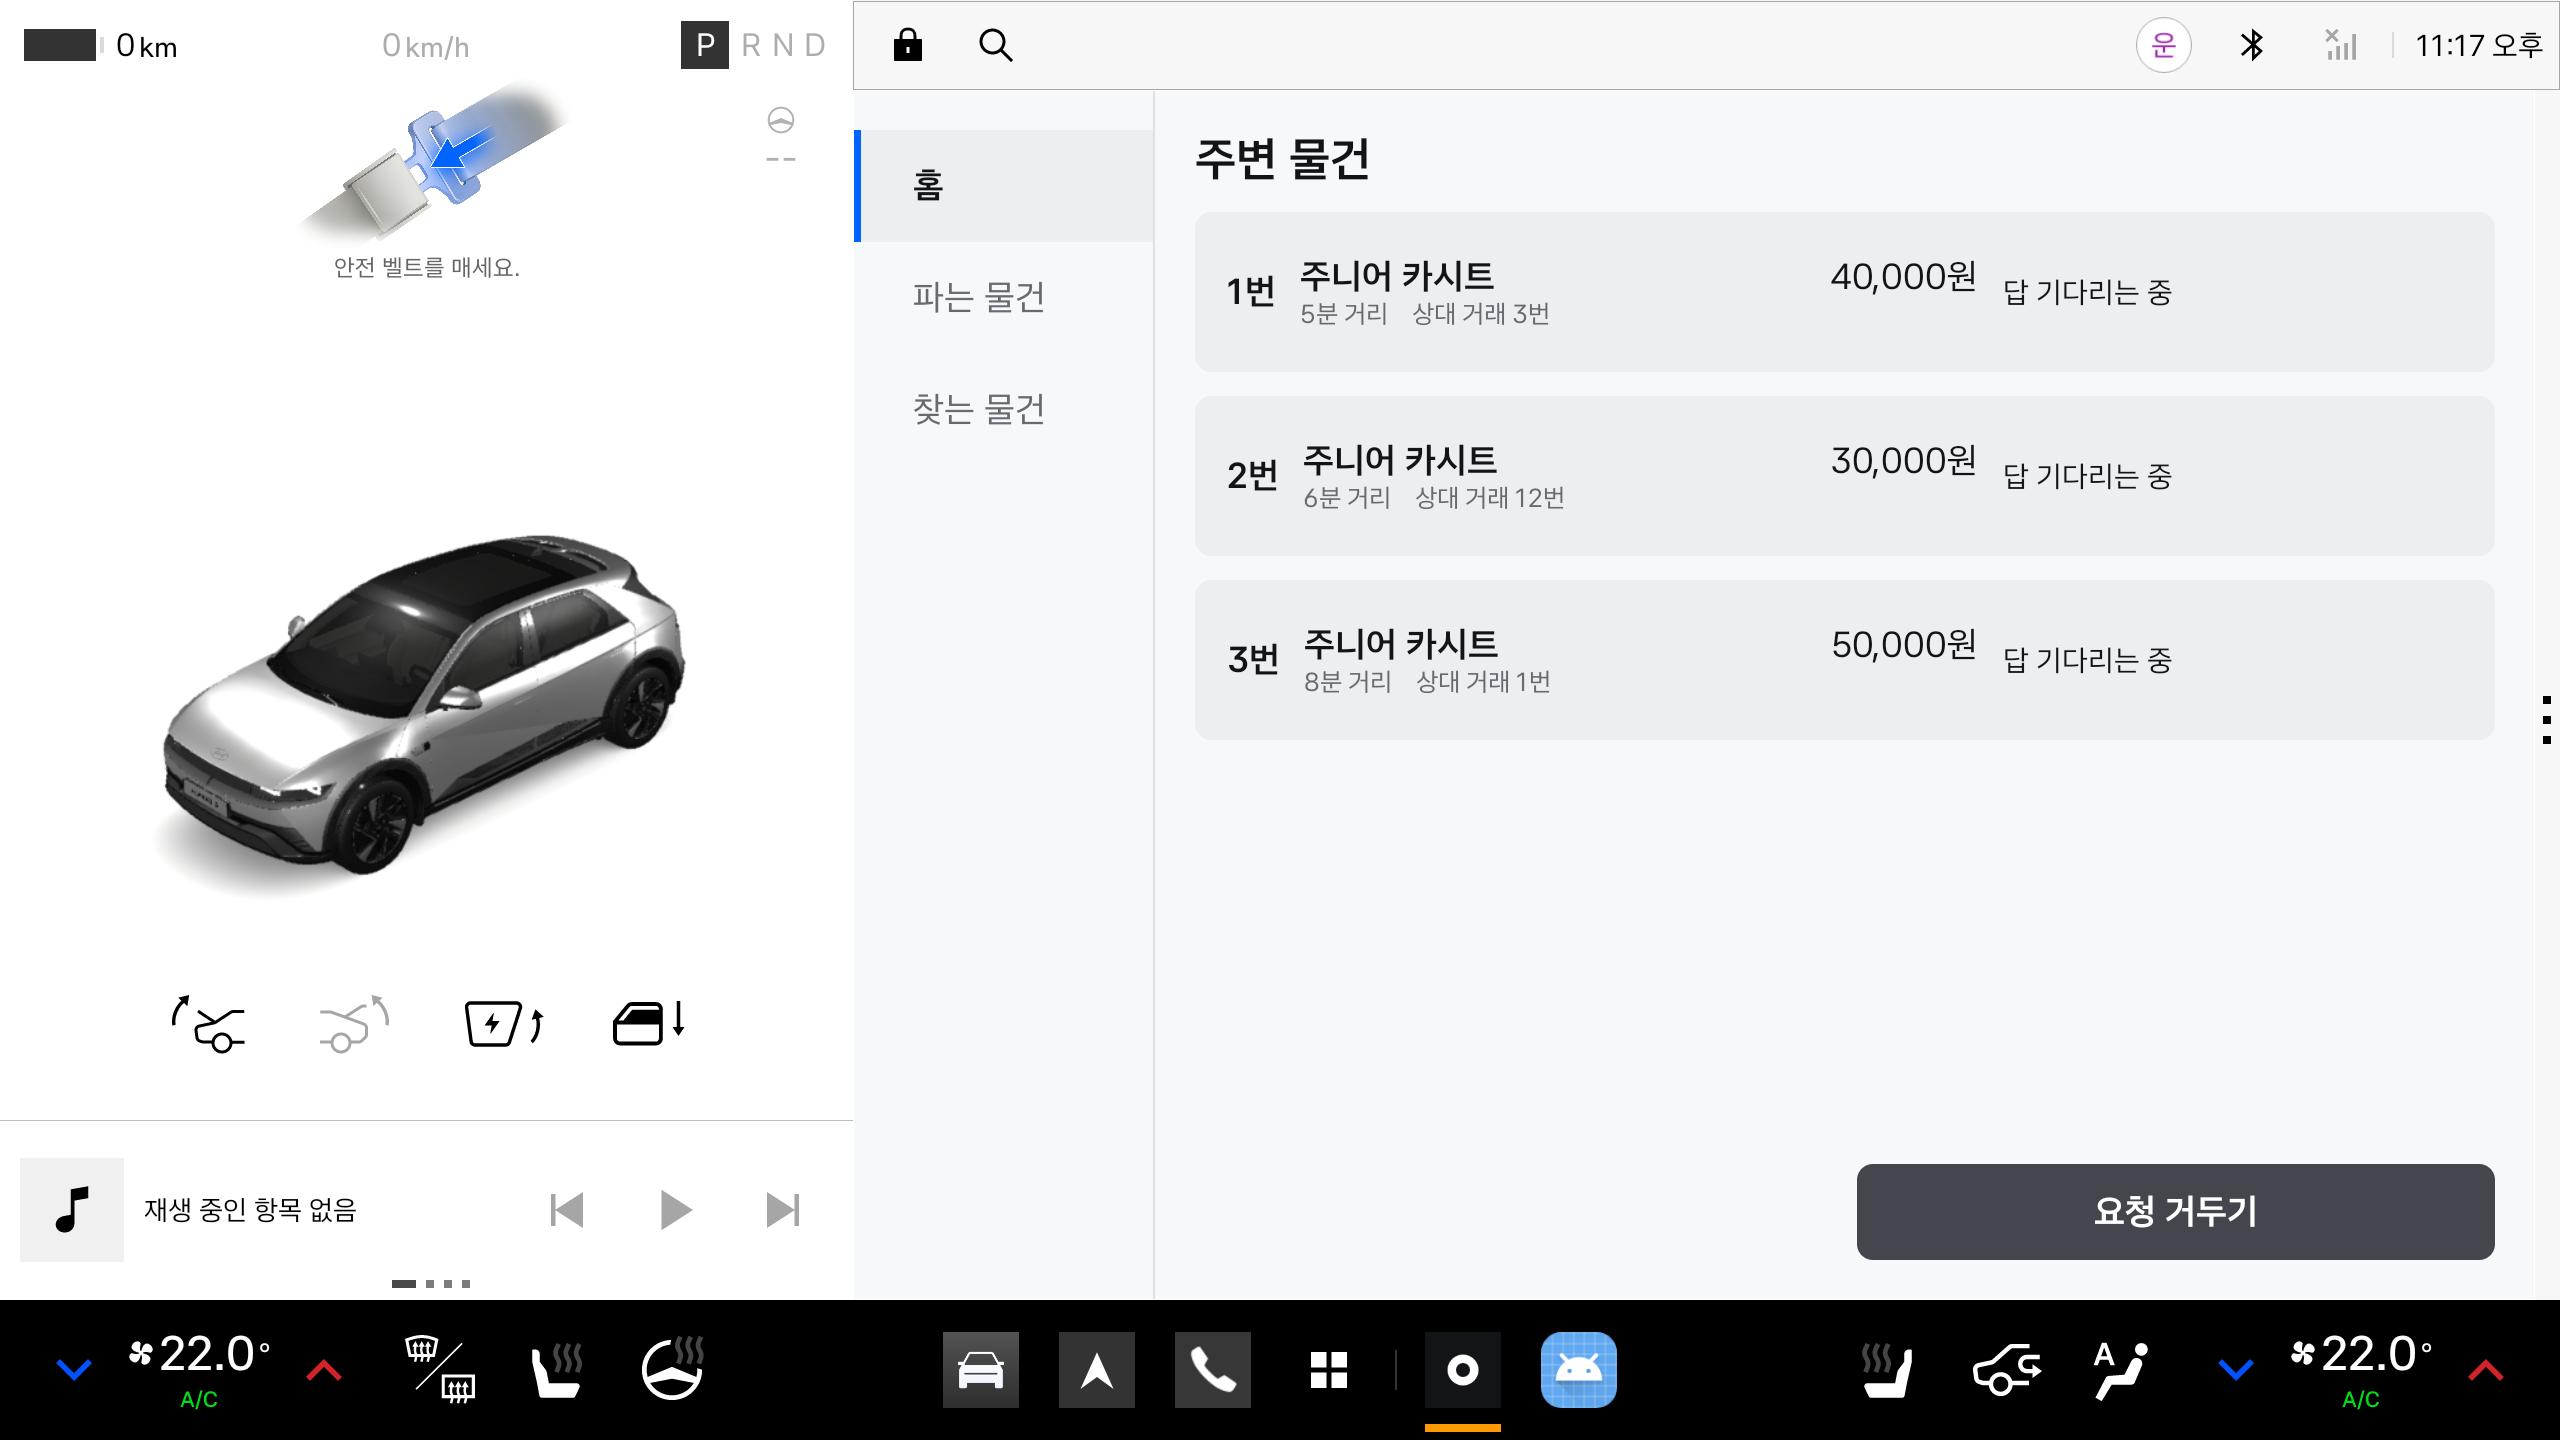 0 km
0 km/h
P R N D
11:17 오후
운
안전 벨트를 매세요.
--
홈
파는 물건
찾는 물건
주변 물건
1번
주니어 카시트
5분 거리 상대 거래 3번
40,000원
답 기다리는 중
2번
주니어 카시트
6분 거리 상대 거래 12번
30,000원
답 기다리는 중
3번
주니어 카시트
8분 거리 상대 거래 1번
50,000원
답 기다리는 중
재생 중인 항목 없음
요청 거두기
22.0°
A/C
A
22.0°
A/C